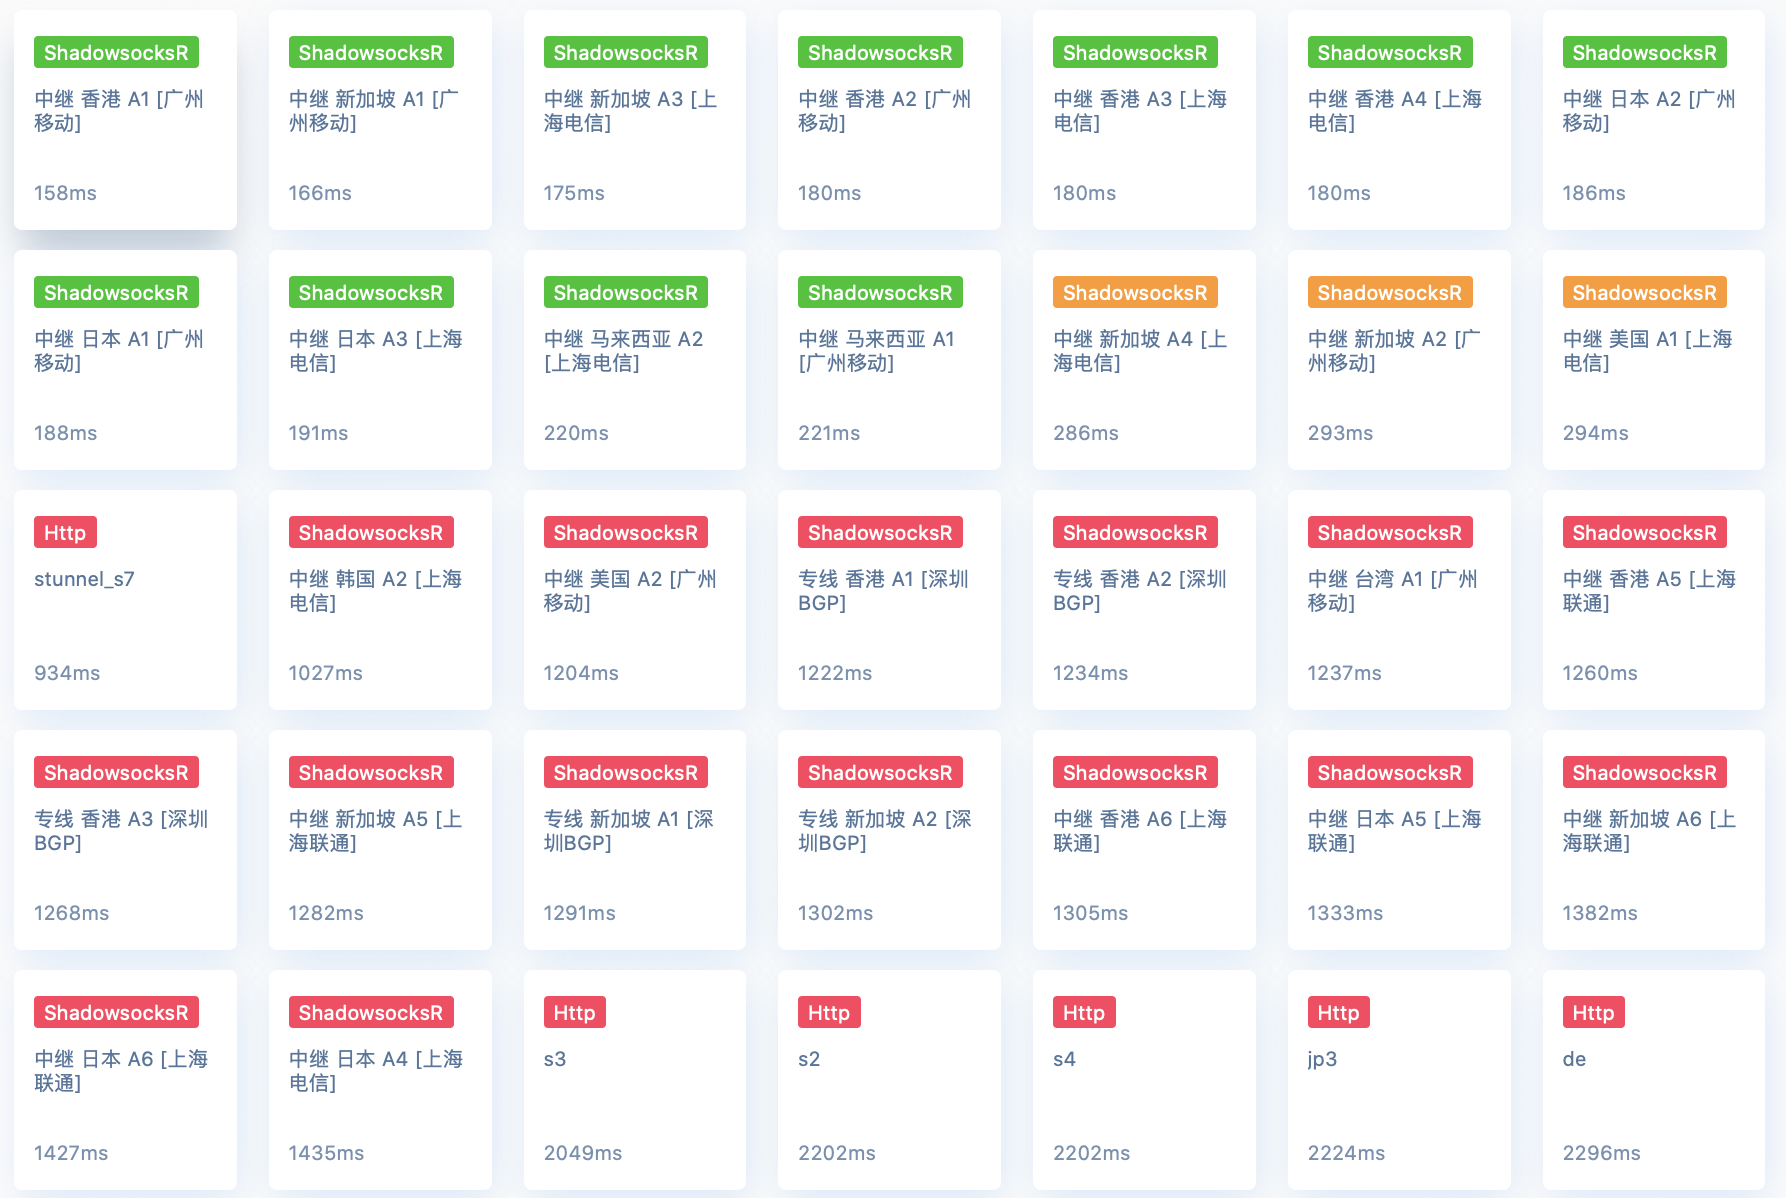 ShadowsocksR
中继 香港 A1 [广州
移动]
158ms
ShadowsocksR
中继 新加坡 A1 [广
州移动]
166ms
ShadowsocksR
中继 新加坡 A3 [上
海电信]
175ms
ShadowsocksR
中继 香港 A2 [广州
移动]
180ms
ShadowsocksR
中继 香港 A3 [上海
电信]
180ms
ShadowsocksR
中继 香港 A4 [上海
电信]
180ms
ShadowsocksR
中继 日本 A2 [广州
移动]
186ms
ShadowsocksR
中继 日本 A1 [广州
移动]
188ms
ShadowsocksR
中继 日本 A3 [上海
电信]
191ms
ShadowsocksR
中继 马来西亚 A2
[上海电信]
220ms
ShadowsocksR
中继 马来西亚 A1
[广州移动]
221ms
ShadowsocksR
中继 新加坡 A4 [上
海电信]
286ms
ShadowsocksR
中继 新加坡 A2 [广
州移动]
293ms
ShadowsocksR
中继 美国 A1 [上海
电信]
294ms
Http
stunnel_s7
934ms
ShadowsocksR
中继 韩国 A2 [上海
电信]
1027ms
ShadowsocksR
中继 美国 A2 [广州
移动]
1204ms
ShadowsocksR
专线 香港 A1 [深圳
BGP]
1222ms
ShadowsocksR
专线 香港 A2 [深圳
BGP]
1234ms
ShadowsocksR
中继 台湾 A1 [广州
移动]
1237ms
ShadowsocksR
中继 香港 A5 [上海
联通]
1260ms
ShadowsocksR
专线 香港 A3 [深圳
BGP]
1268ms
ShadowsocksR
中继 新加坡 A5 [上
海联通]
1282ms
ShadowsocksR
专线 新加坡 A1 [深
圳BGP]
1291ms
ShadowsocksR
专线 新加坡 A2 [深
圳BGP]
1302ms
ShadowsocksR
中继 香港 A6 [上海
联通]
1305ms
ShadowsocksR
中继 日本 A5 [上海
联通]
1333ms
ShadowsocksR
中继 新加坡 A6 [上
海联通]
1382ms
ShadowsocksR
中继 日本 A6 [上海
联通]
1427ms
ShadowsocksR
中继 日本 A4 [上海
电信]
1435ms
Http
s3
2049ms
Http
s2
2202ms
Http
s4
2202ms
Http
jp3
2224ms
Http
de
2296ms